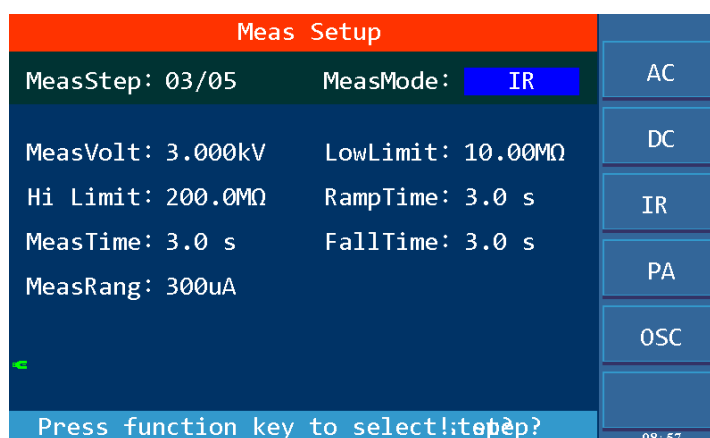 Meas Setup
MeasStep: 03/05 MeasMode: IR
MeasVolt: 3.000kV LowLimit: 10.00MΩ
Hi Limit: 200.0MΩ RampTime: 3.0 s
MeasTime: 3.0 s FallTime: 3.0 s
MeasRang: 300uA
Press function key to select!
AC
DC
IR
PA
OSC